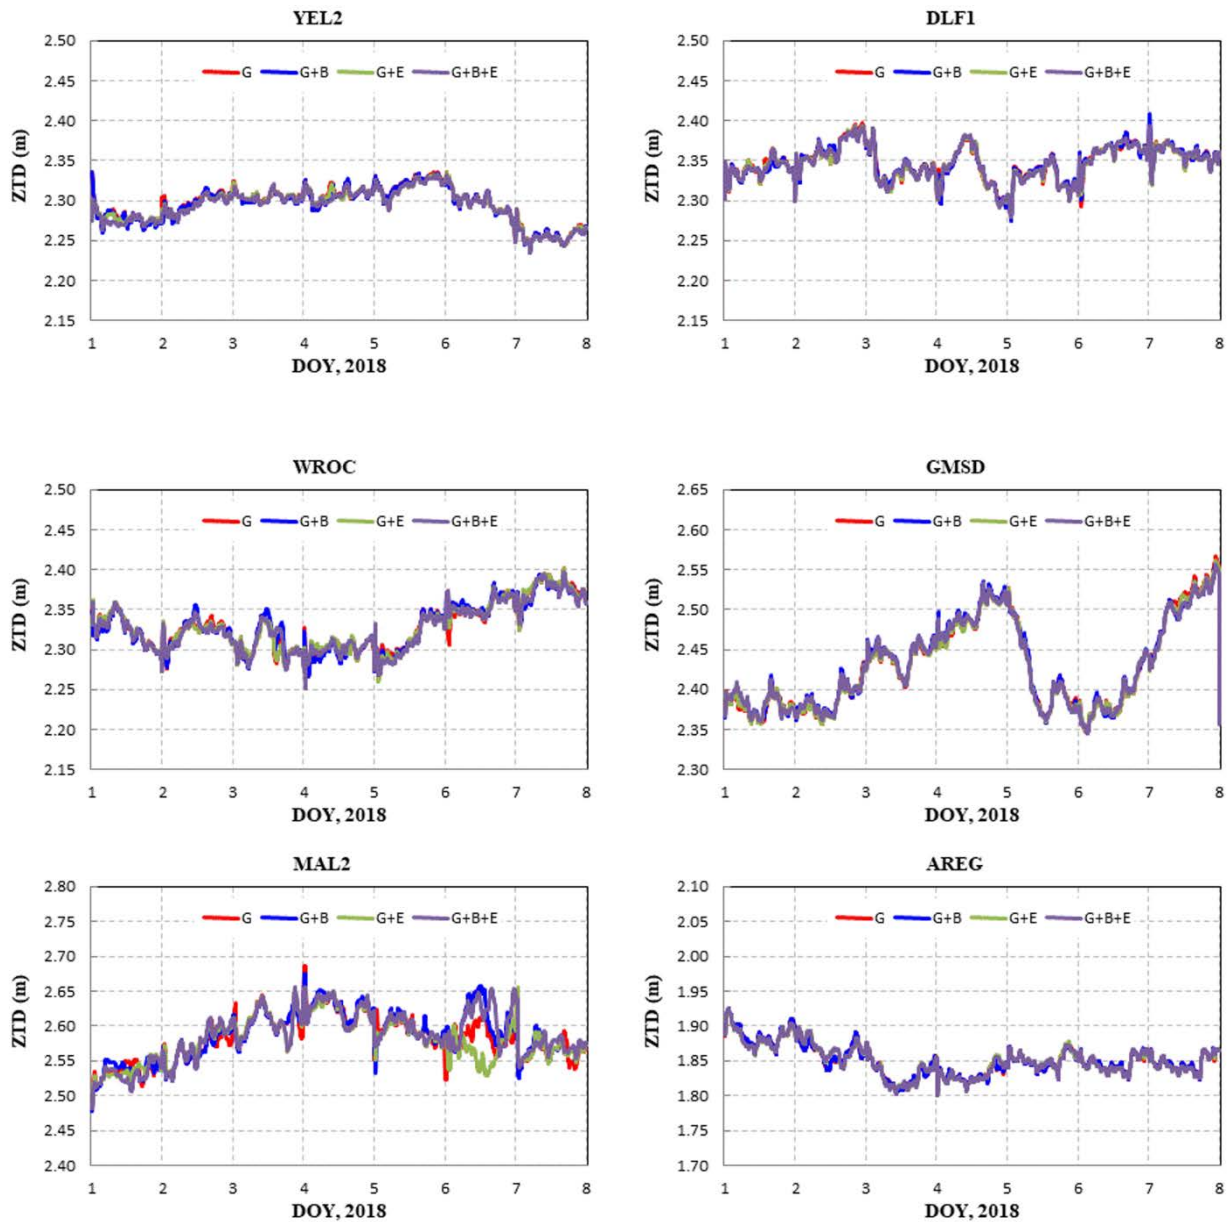 YEL2
ZTD (m)
2.50
2.45
2.40
2.35
2.30
2.25
2.20
2.15
G G+B G+E G+B+E
1 2 3 4 5 6 7 8
DOY, 2018
DLF1
ZTD (m)
2.50
2.45
2.40
2.35
2.30
2.25
2.20
2.15
G G+B G+E G+B+E
1 2 3 4 5 6 7 8
DOY, 2018
WROC
ZTD (m)
2.50
2.45
2.40
2.35
2.30
2.25
2.20
2.15
G G+B G+E G+B+E
1 2 3 4 5 6 7 8
DOY, 2018
GMSD
ZTD (m)
2.65
2.60
2.55
2.50
2.45
2.40
2.35
2.30
G G+B G+E G+B+E
1 2 3 4 5 6 7 8
DOY, 2018
MAL2
ZTD (m)
2.80
2.75
2.70
2.65
2.60
2.55
2.50
2.45
2.40
G G+B G+E G+B+E
1 2 3 4 5 6 7 8
DOY, 2018
AREG
ZTD (m)
2.10
2.05
2.00
1.95
1.90
1.85
1.80
1.75
1.70
G G+B G+E G+B+E
1 2 3 4 5 6 7 8
DOY, 2018